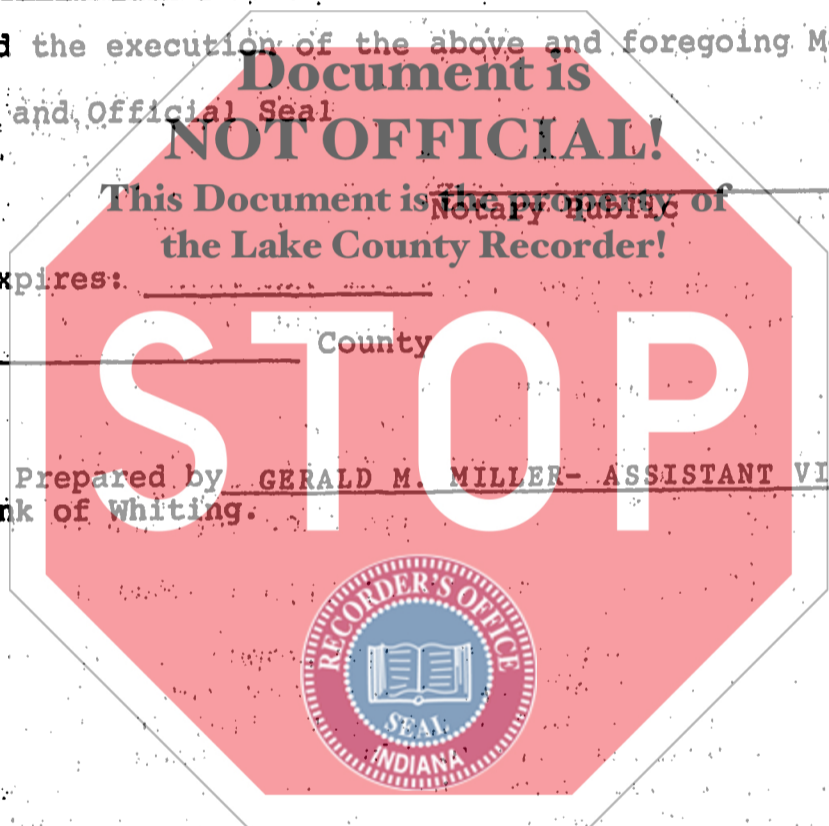 d the execution of the above and foregoing M
Document is
and Official Seal
NOT OFFICIAL!
This Document is the property of
Notary Public
the Lake County Recorder!
xpires:
STOP
County
Prepared by GERALD M. MILLER- ASSISTANT VI
nk of Whiting.
RECORDER'S OFFICE
SEAL
INDIANA